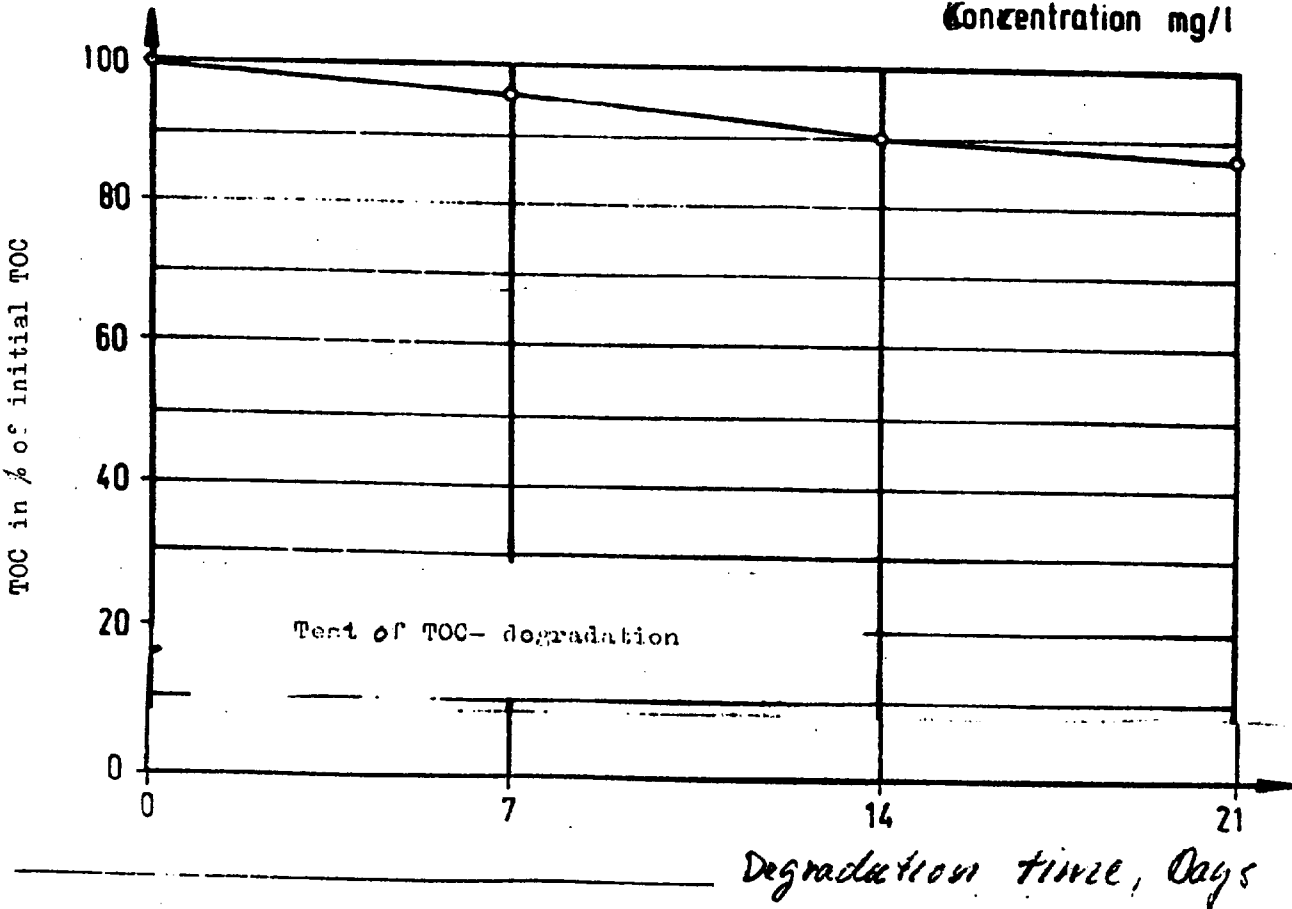 Concentration mg/l
100
80
60
40
20
0
TOC in % of initial TOC
Test of TOC- degradation
0 7 14 21
Degradation time, Days